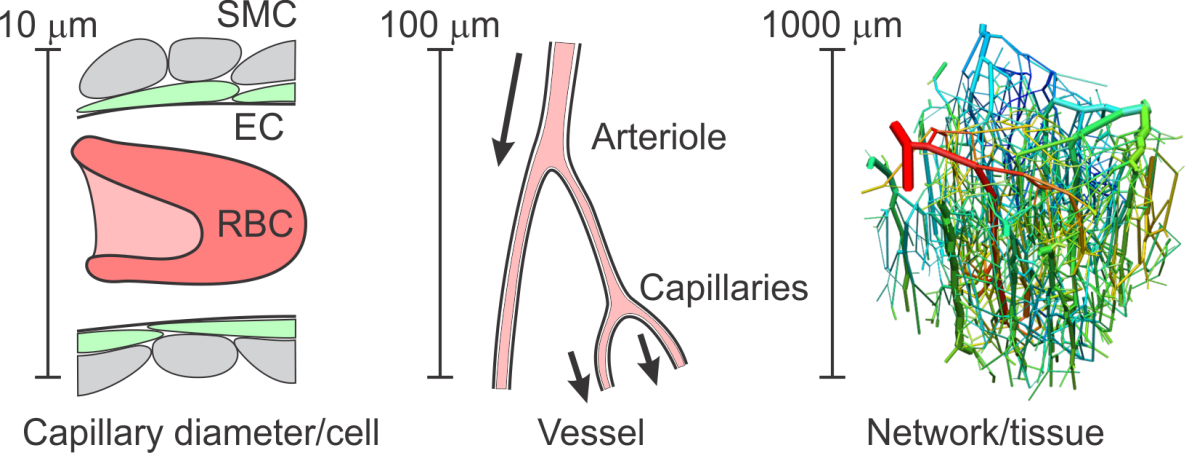 10 μm
SMC
EC
RBC
Capillary diameter/cell
100 μm
Arteriole
Capillaries
Vessel
1000 μm
Network/tissue